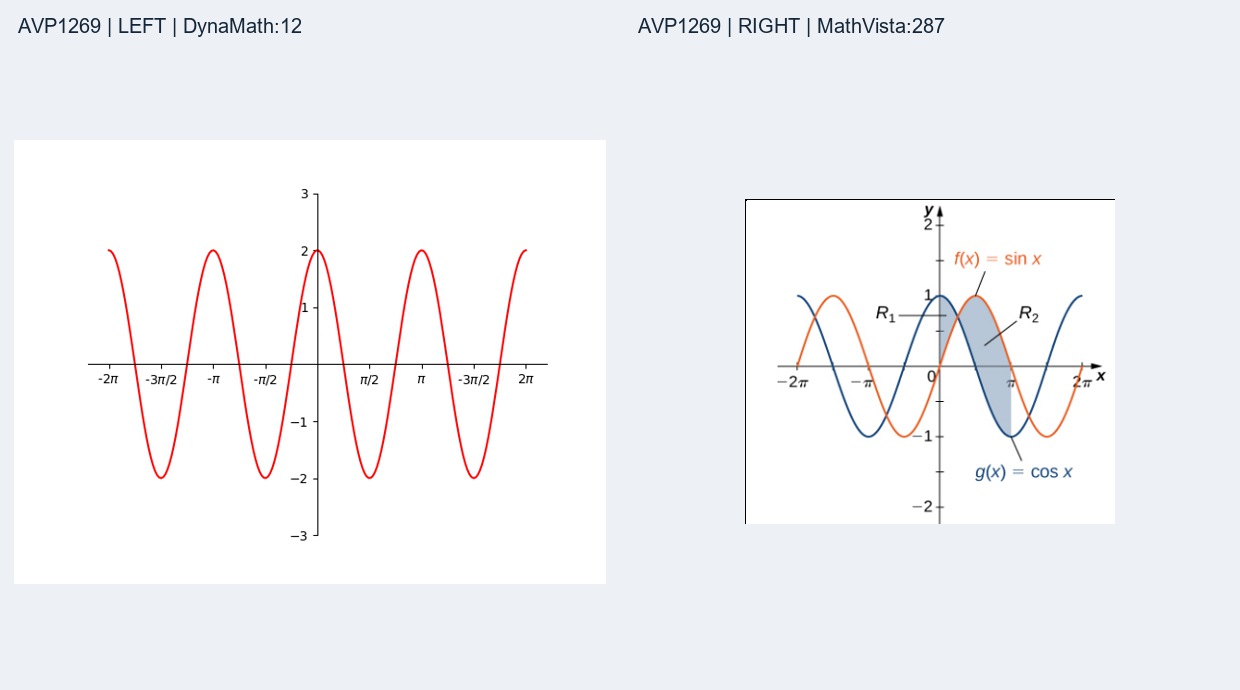 AVP1269 | LEFT | DynaMath:12
AVP1269 | RIGHT | MathVista:287
3
2
1
-2π -3π/2 -π -π/2 π/2 π -3π/2 2π
−1
−2
−3
y
2
f(x) = sin x
1
R₁
R₂
0
−2π −π π 2π x
−1
g(x) = cos x
−2